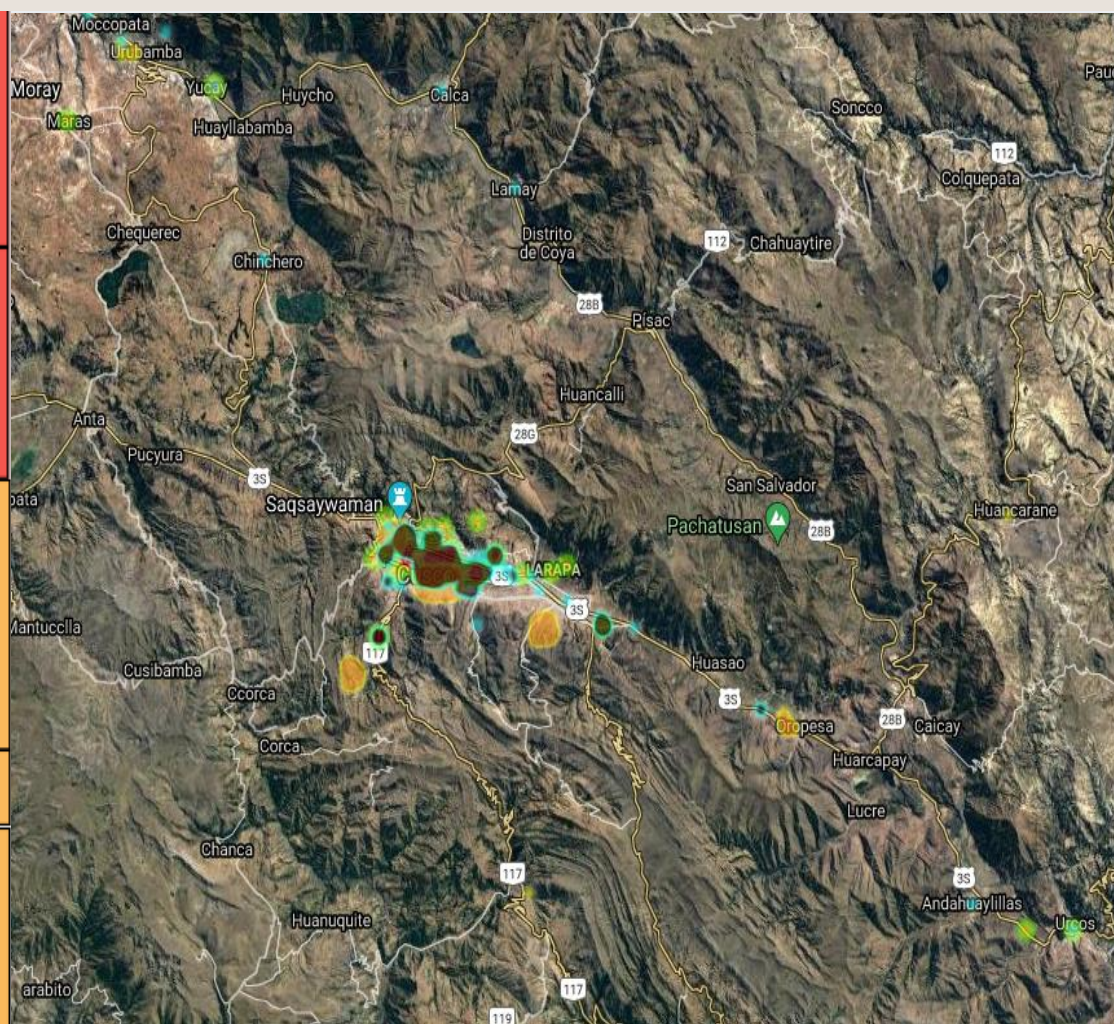 Moccopata
Urubamba
Moray
Yucay
Huycho
Calca
Maras
Huayllabamba
Soncco
112
Colquepata
Lamay
Chequerec
Distrito
de Coya
112
Chahuaytire
Chinchero
28B
Pisac
Huancalli
Anta
28G
Pucyura
3S
San Salvador
Saqsaywaman
Pachatusan
28B
Huancarane
3S
LARAPA
3S
117
Cusibamba
Ccorca
Huasao
3S
Oropesa
28B
Caicay
Corca
Huarcapay
Lucre
Chanca
117
3S
Andahuaylillas
Huanuquite
Urcos
arabito
117
119